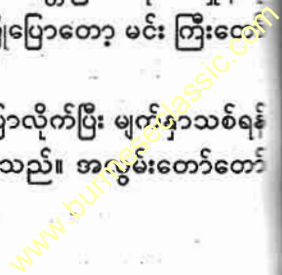 ပြောတော့ မင်း ကြီးတော
လိုက်ပြီး မျက်နှာသစ်ရန်
သည်။ အလွမ်းတော်တော်
www.burmeseclassic.com